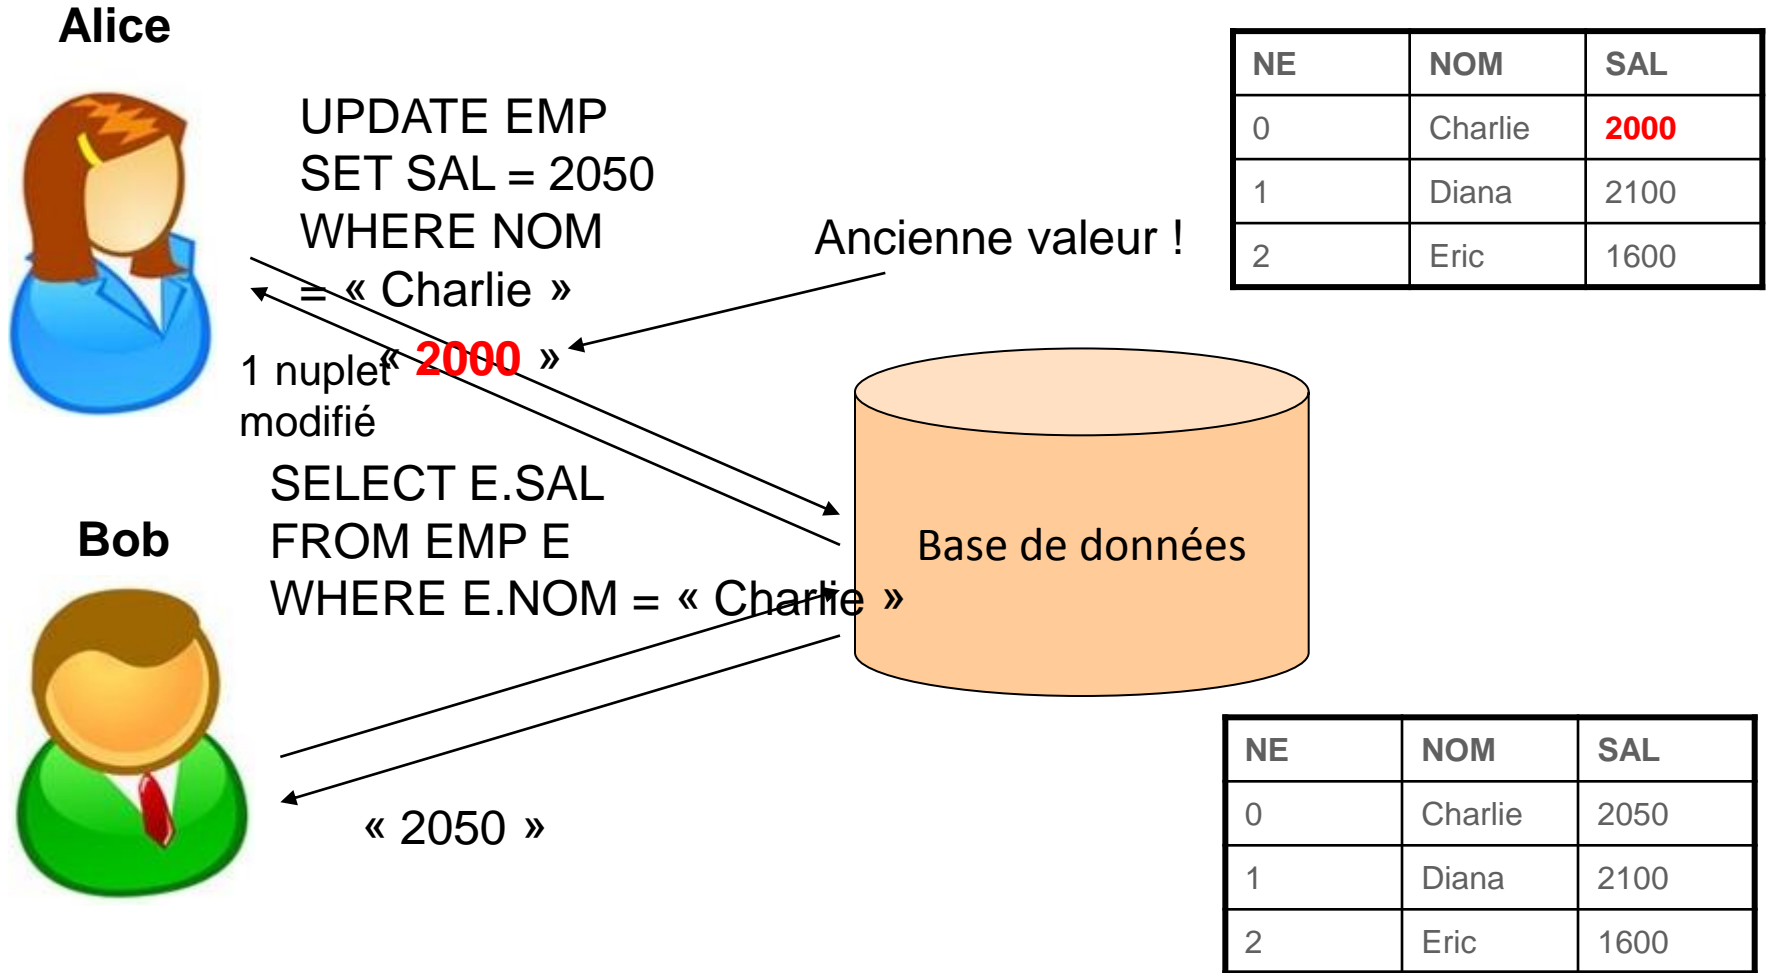 Alice
UPDATE EMP
SET SAL = 2050
WHERE NOM
= « Charlie »
« 2000 »
1 nuplet
modifié
Ancienne valeur !
NE NOM SAL
0 Charlie 2000
1 Diana 2100
2 Eric 1600
Base de données
Bob
SELECT E.SAL
FROM EMP E
WHERE E.NOM = « Charlie »
« 2050 »
NE NOM SAL
0 Charlie 2050
1 Diana 2100
2 Eric 1600